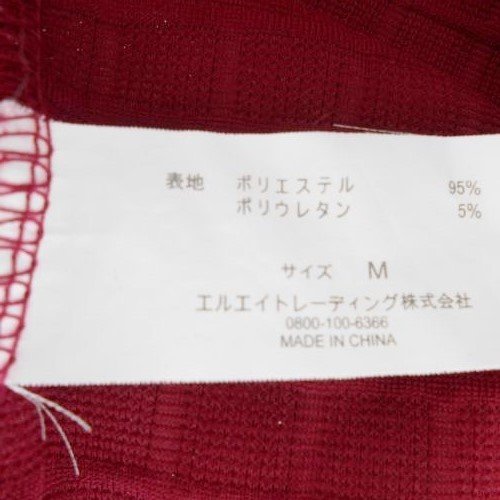 表地 ポリエステル 95%
ポリウレタン 5%
サイズ M
エルエイトレーディング株式会社
0800-100-6366
MADE IN CHINA